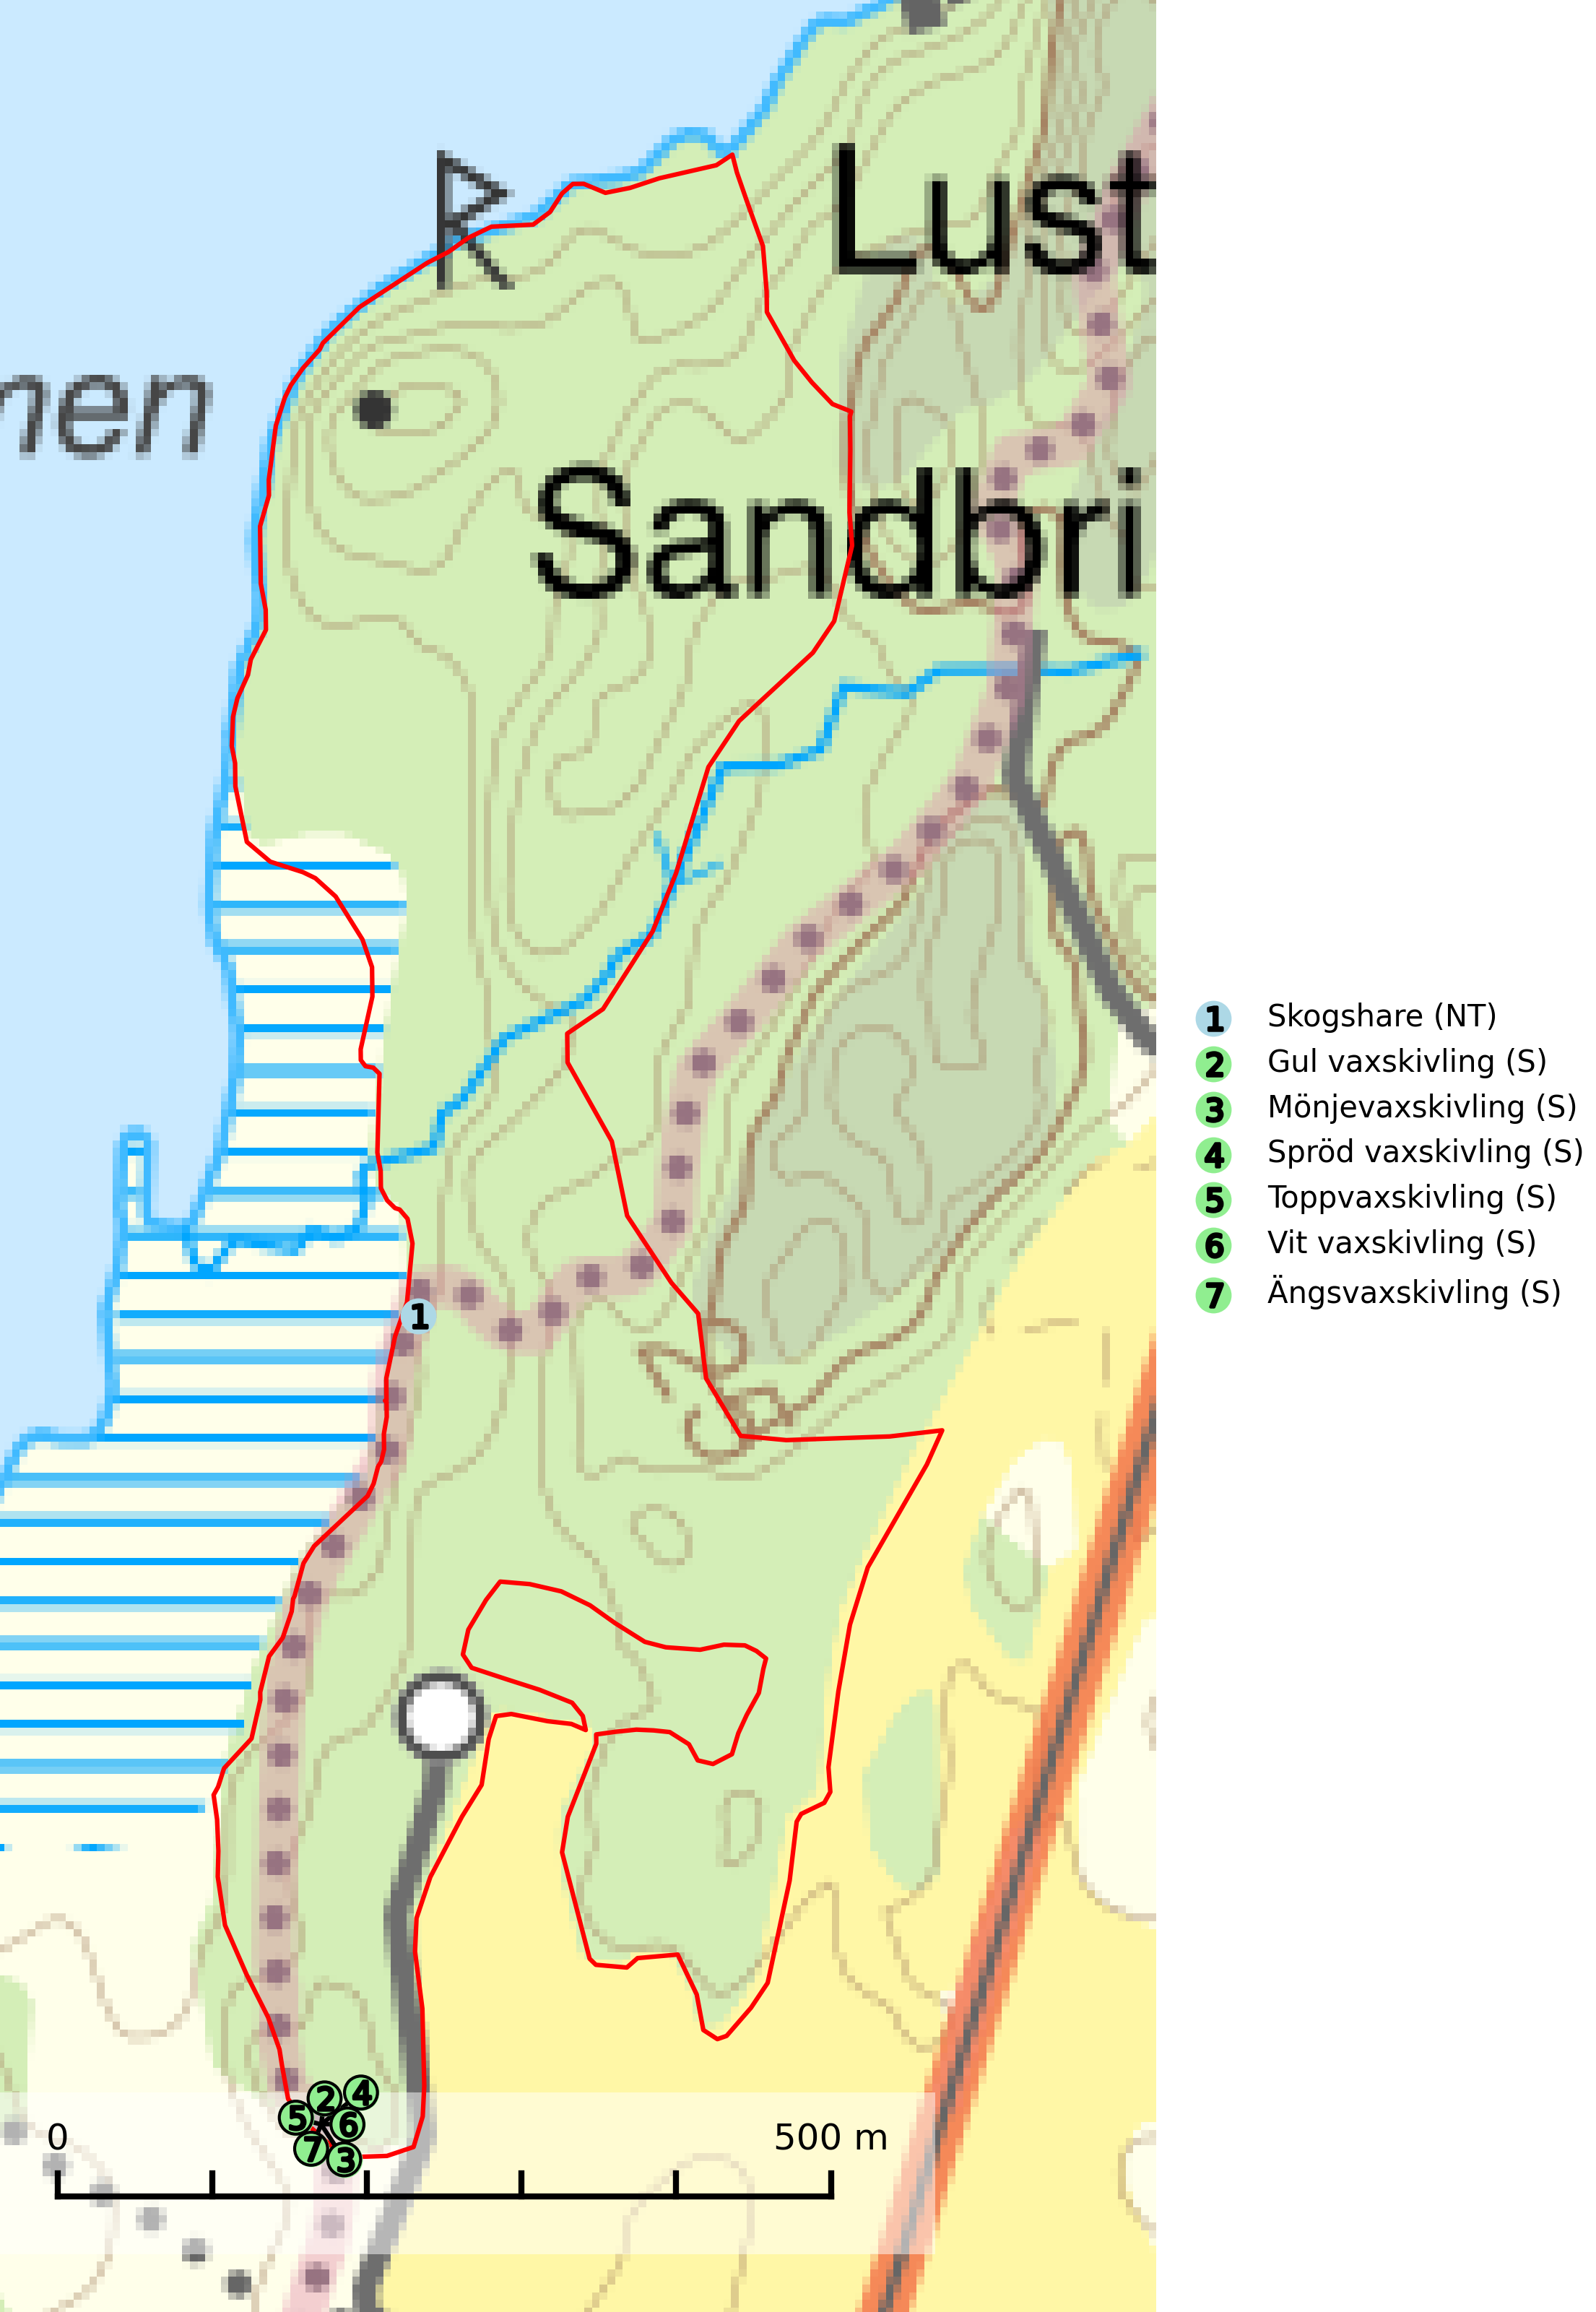 Lust
nen
Sandbri
1
1 Skogshare (NT)
2 Gul vaxskivling (S)
3 Mönjevaxskivling (S)
4 Spröd vaxskivling (S)
5 Toppvaxskivling (S)
6 Vit vaxskivling (S)
7 Ängsvaxskivling (S)
2 4
5 6
7 3
0 500 m